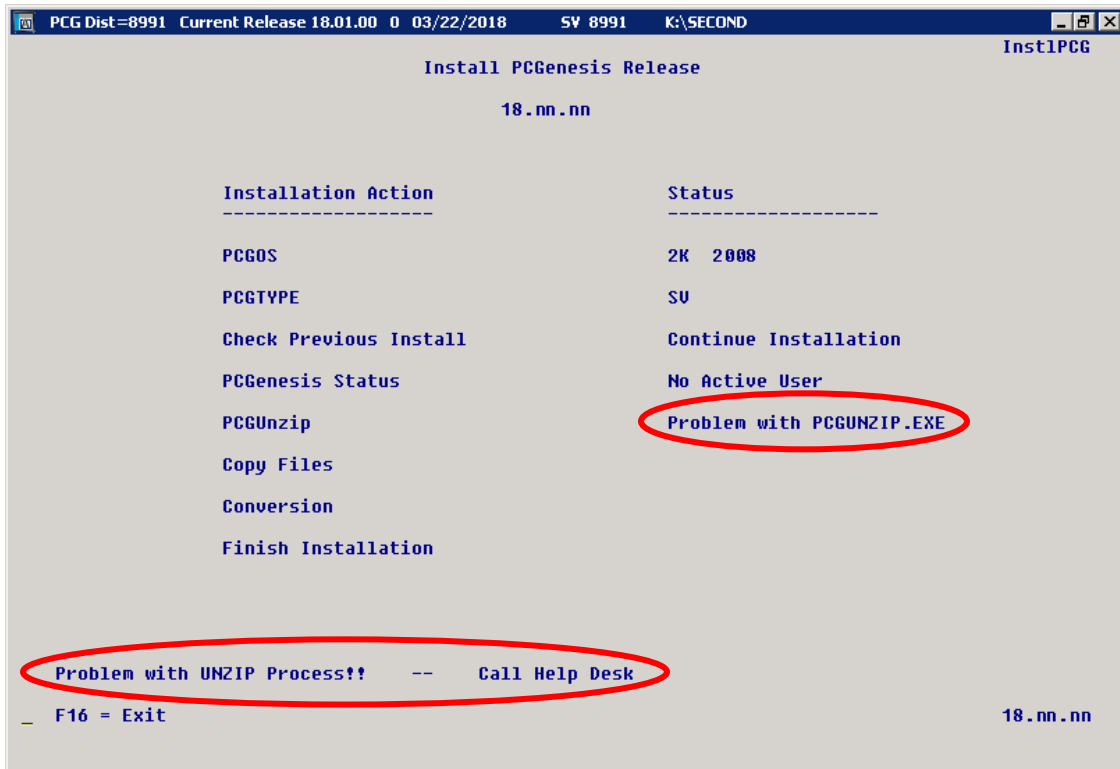 PCG Dist=8991 Current Release 18.01.00 0 03/22/2018 SV 8991 K:\SECOND
InstlPCG
Install PCGenesis Release
18.nn.nn
Installation Action Status
------------------- -------------------
PCGOS 2K 2008
PCGTYPE SV
Check Previous Install Continue Installation
PCGenesis Status No Active User
PCGUnzip Problem with PCGUNZIP.EXE
Copy Files
Conversion
Finish Installation
Problem with UNZIP Process!! -- Call Help Desk
_ F16 = Exit 18.nn.nn